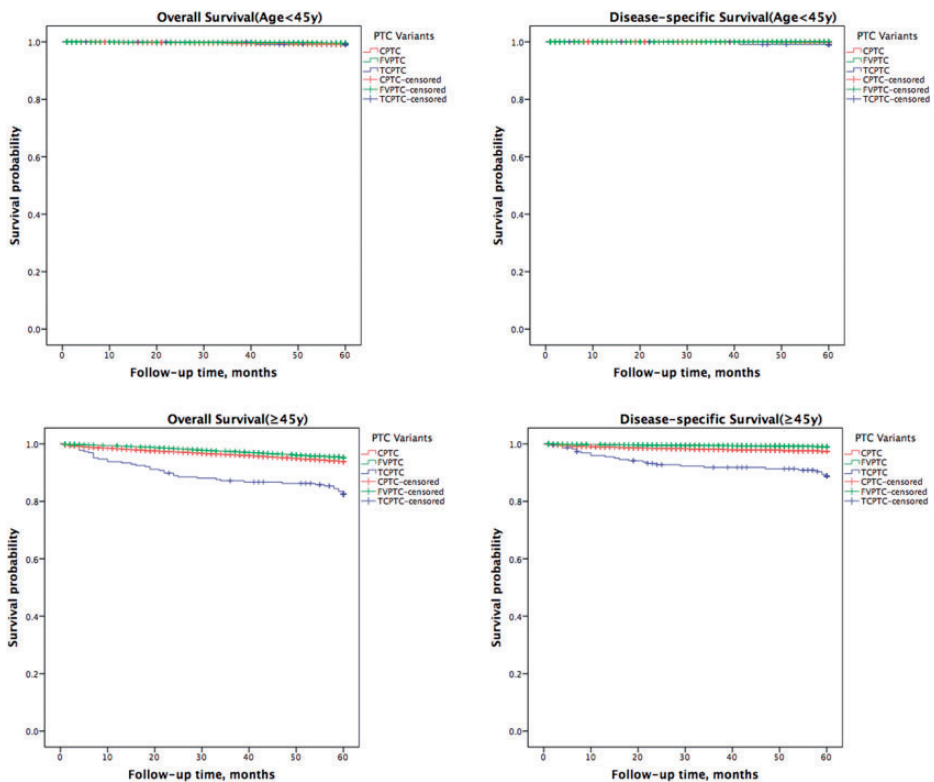 Overall Survival(Age<45y)
1.0
0.8
0.6
0.4
0.2
0.0
Survival probability
0 10 20 30 40 50 60
Follow-up time, months
PTC Variants
CPTC
FVPTC
TCPTC
CPTC-censored
FVPTC-censored
TCPTC-censored
Disease-specific Survival(Age<45y)
1.0
0.8
0.6
0.4
0.2
0.0
Survival probability
0 10 20 30 40 50 60
Follow-up time, months
PTC Variants
CPTC
FVPTC
TCPTC
CPTC-censored
FVPTC-censored
TCPTC-censored
Overall Survival(≥45y)
1.0
0.8
0.6
0.4
0.2
0.0
Survival probability
0 10 20 30 40 50 60
Follow-up time, months
PTC Variants
CPTC
FVPTC
TCPTC
CPTC-censored
FVPTC-censored
TCPTC-censored
Disease-specific Survival(≥45y)
1.0
0.8
0.6
0.4
0.2
0.0
Survival probability
0 10 20 30 40 50 60
Follow-up time, months
PTC Variants
CPTC
FVPTC
TCPTC
CPTC-censored
FVPTC-censored
TCPTC-censored